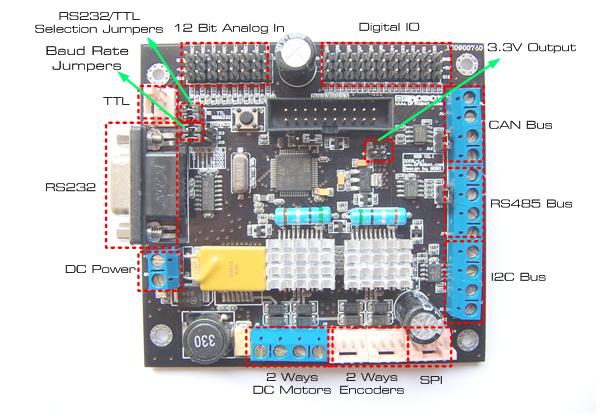 RS232/TTL
Selection Jumpers
12 Bit Analog In
Digital IO
3.3V Output
Baud Rate
Jumpers
TTL
CAN Bus
RS232
RS485 Bus
DC Power
I2C Bus
330
2 Ways
DC Motors
2 Ways
Encoders
SPI